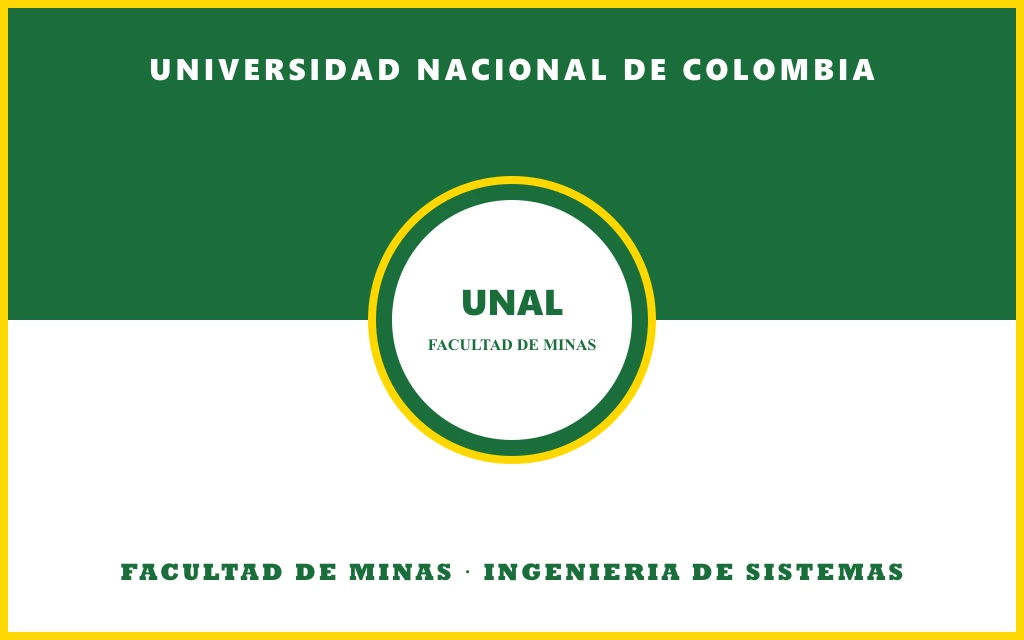 UNIVERSIDAD NACIONAL DE COLOMBIA
UNAL
FACULTAD DE MINAS
FACULTAD DE MINAS · INGENIERIA DE SISTEMAS